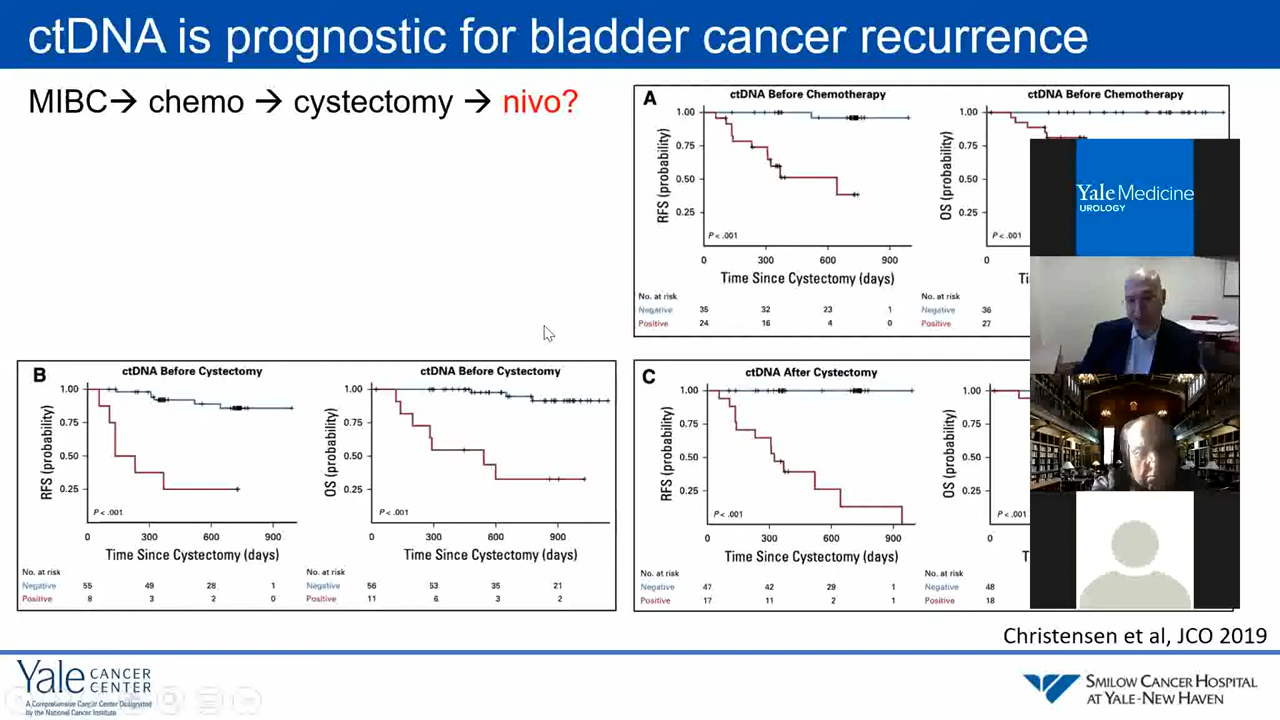 ctDNA is prognostic for bladder cancer recurrence
MIBC→ chemo → cystectomy → nivo?
A
ctDNA Before Chemotherapy
RFS (probability)
1.00
0.75
0.50
0.25
P < .001
0 300 600 900
Time Since Cystectomy (days)
No. at risk
Negative 35 32 23 1
Positive 24 16 4 0
ctDNA Before Chemotherapy
OS (probability)
1.00
0.75
0.50
0.25
P < .001
0
No. at risk
Negative 36
Positive 27
Yale Medicine
UROLOGY
B
ctDNA Before Cystectomy
RFS (probability)
1.00
0.75
0.50
0.25
P < .001
0 300 600 900
Time Since Cystectomy (days)
No. at risk
Negative 55 49 28 1
Positive 8 3 2 0
ctDNA Before Cystectomy
OS (probability)
1.00
0.75
0.50
0.25
P < .001
0 300 600 900
Time Since Cystectomy (days)
No. at risk
Negative 56 53 35 21
Positive 11 6 3 2
C
ctDNA After Cystectomy
RFS (probability)
1.00
0.75
0.50
0.25
P < .001
0 300 600 900
Time Since Cystectomy (days)
No. at risk
Negative 47 42 29 1
Positive 17 11 2 1
OS (probability)
1.00
0.75
0.50
0.25
0
No. at risk
Negative 48
Positive 18
Christensen et al, JCO 2019
Yale CANCER
CENTER
A Comprehensive Cancer Center Designated
by the National Cancer Institute
SMILOW CANCER HOSPITAL
AT YALE-NEW HAVEN